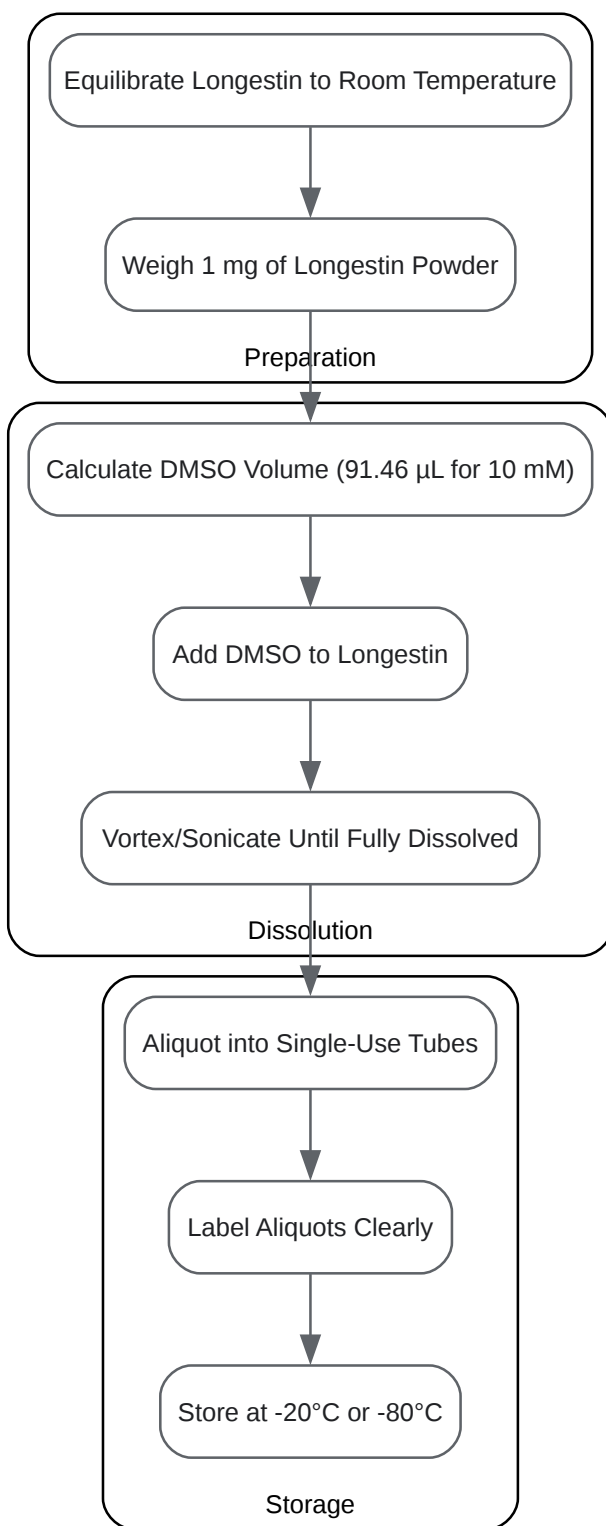 Equilibrate Longestin to Room Temperature
Weigh 1 mg of Longestin Powder
Preparation
Calculate DMSO Volume (91.46 µL for 10 mM)
Add DMSO to Longestin
Vortex/Sonicate Until Fully Dissolved
Dissolution
Aliquot into Single-Use Tubes
Label Aliquots Clearly
Store at -20°C or -80°C
Storage